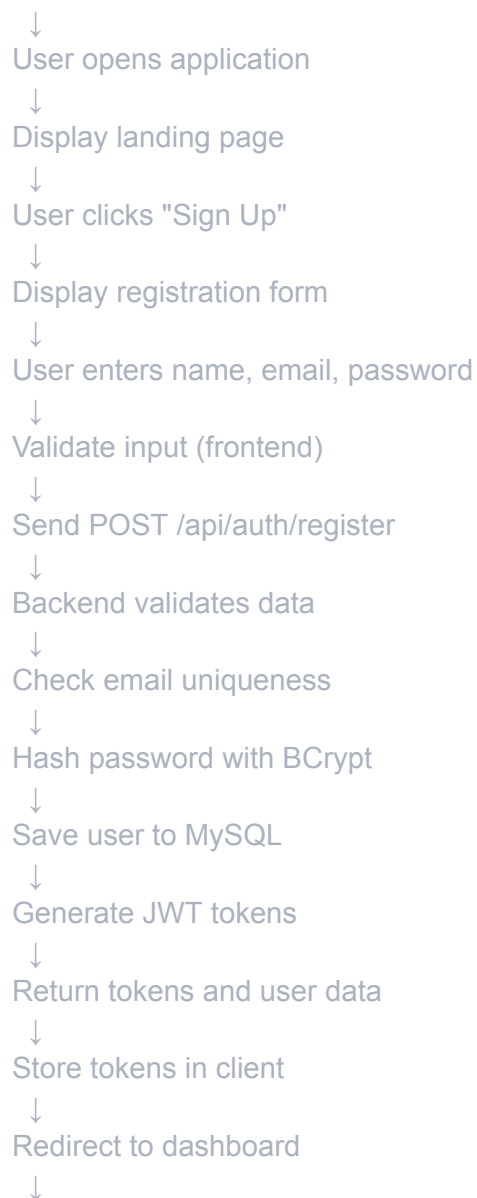 ↓
User opens application
↓
Display landing page
↓
User clicks "Sign Up"
↓
Display registration form
↓
User enters name, email, password
↓
Validate input (frontend)
↓
Send POST /api/auth/register
↓
Backend validates data
↓
Check email uniqueness
↓
Hash password with BCrypt
↓
Save user to MySQL
↓
Generate JWT tokens
↓
Return tokens and user data
↓
Store tokens in client
↓
Redirect to dashboard
↓